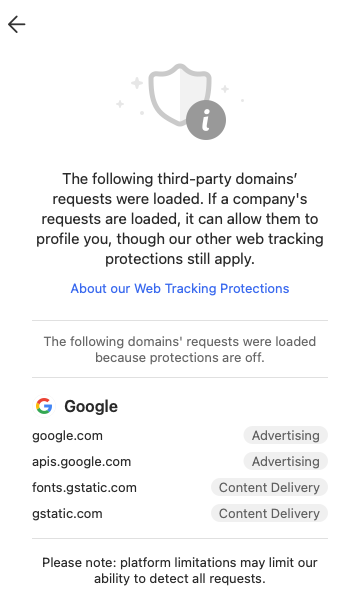 The following third-party domains’
requests were loaded. If a company's
requests are loaded, it can allow them to
profile you, though our other web tracking
protections still apply.
About our Web Tracking Protections
The following domains' requests were loaded
because protections are off.
Google
google.com Advertising
apis.google.com Advertising
fonts.gstatic.com Content Delivery
gstatic.com Content Delivery
Please note: platform limitations may limit our
ability to detect all requests.